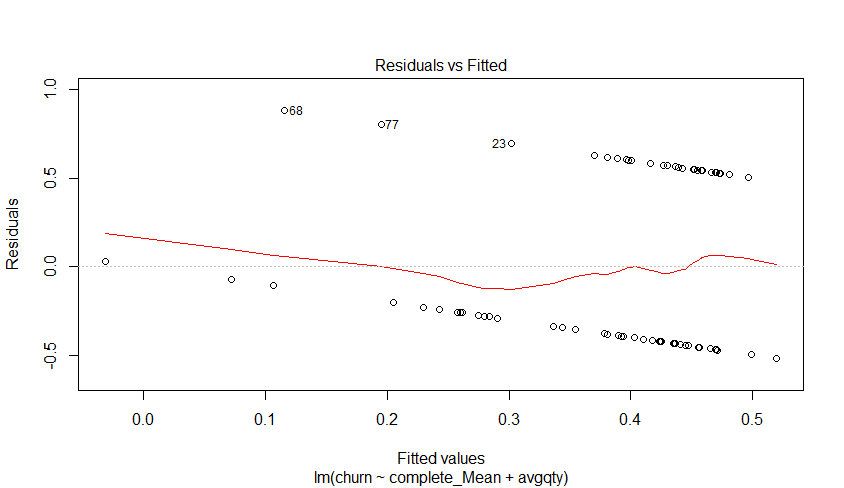 Residuals vs Fitted
Residuals
1.0
0.5
0.0
-0.5
68
77
23
0.0 0.1 0.2 0.3 0.4 0.5
Fitted values
lm(churn ~ complete_Mean + avgqty)